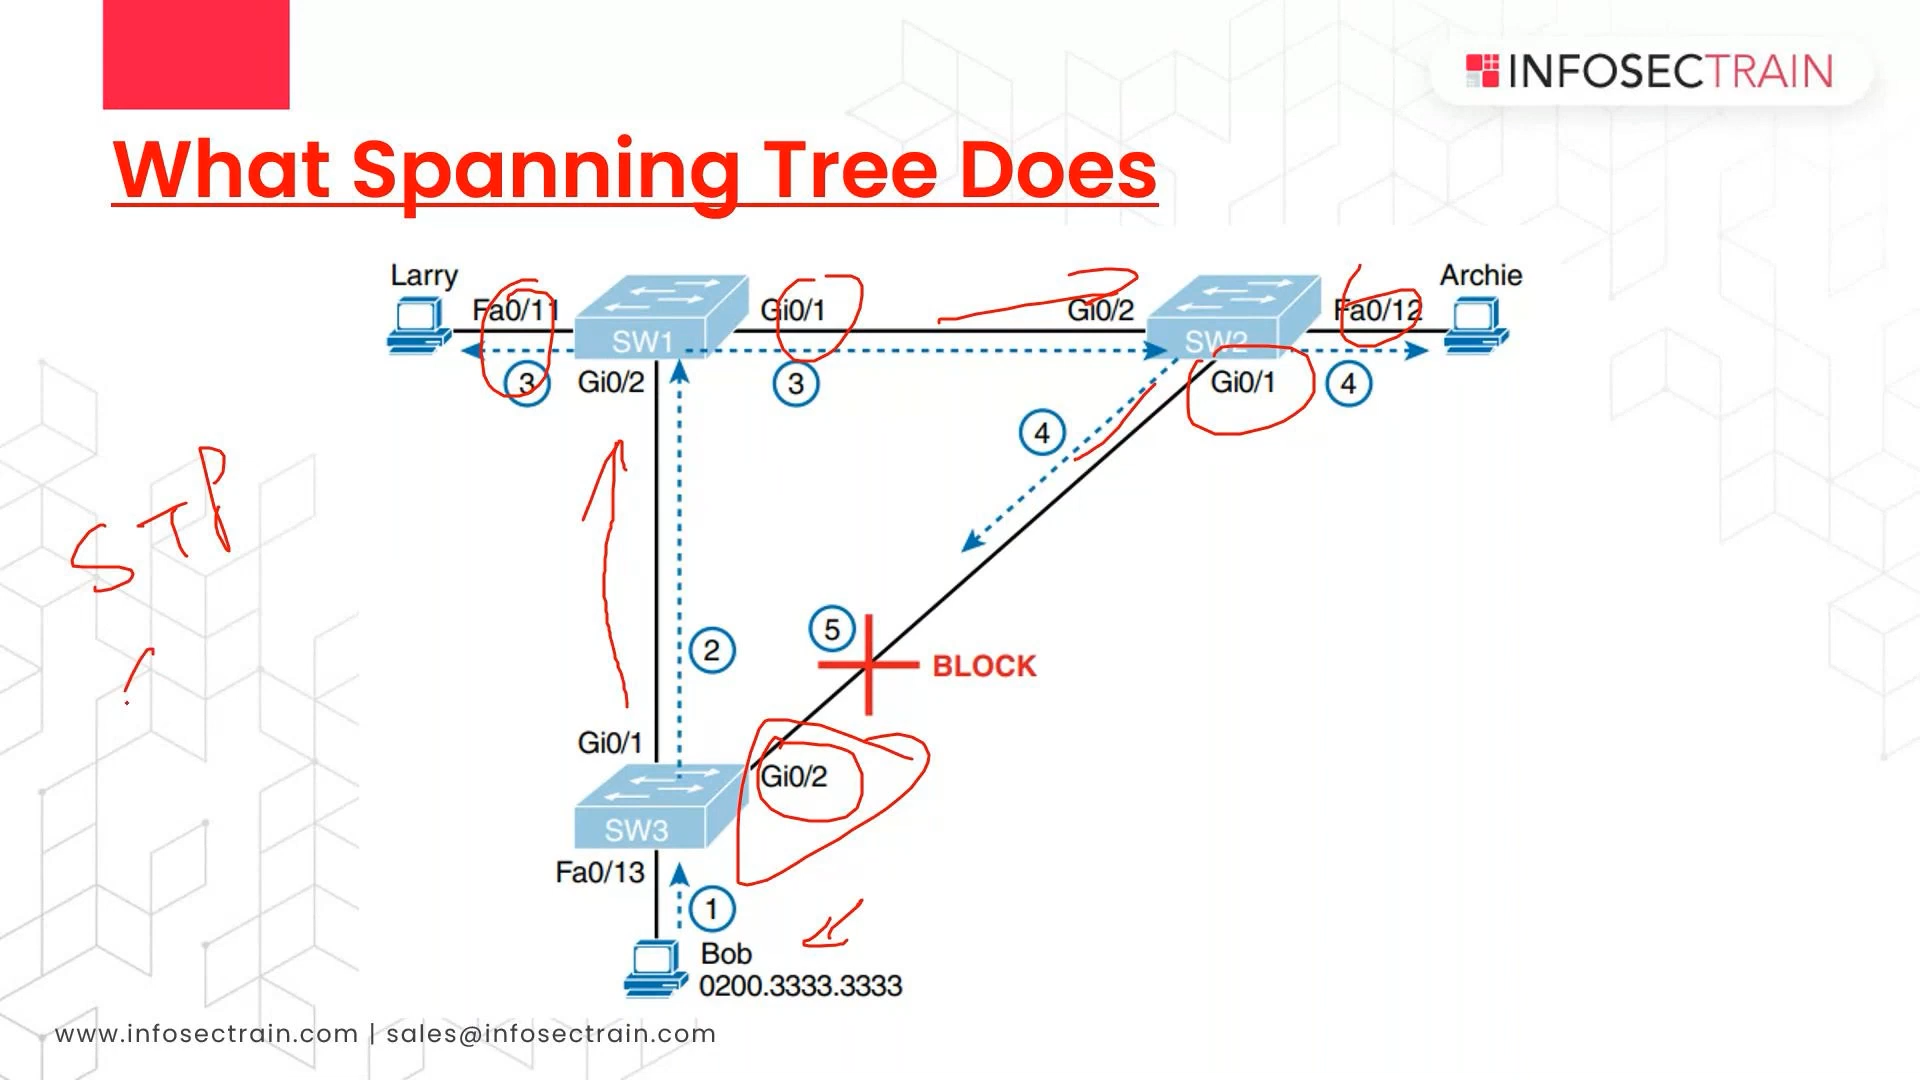 INFOSECTRAIN
What Spanning Tree Does
Larry
Archie
Fa0/11
Gi0/1
Gi0/2
Fa0/12
SW1
SW2
3
Gi0/2
3
Gi0/1
4
4
STP
5
2
BLOCK
Gi0/1
Gi0/2
SW3
Fa0/13
1
Bob
0200.3333.3333
www.infosectrain.com | sales@infosectrain.com